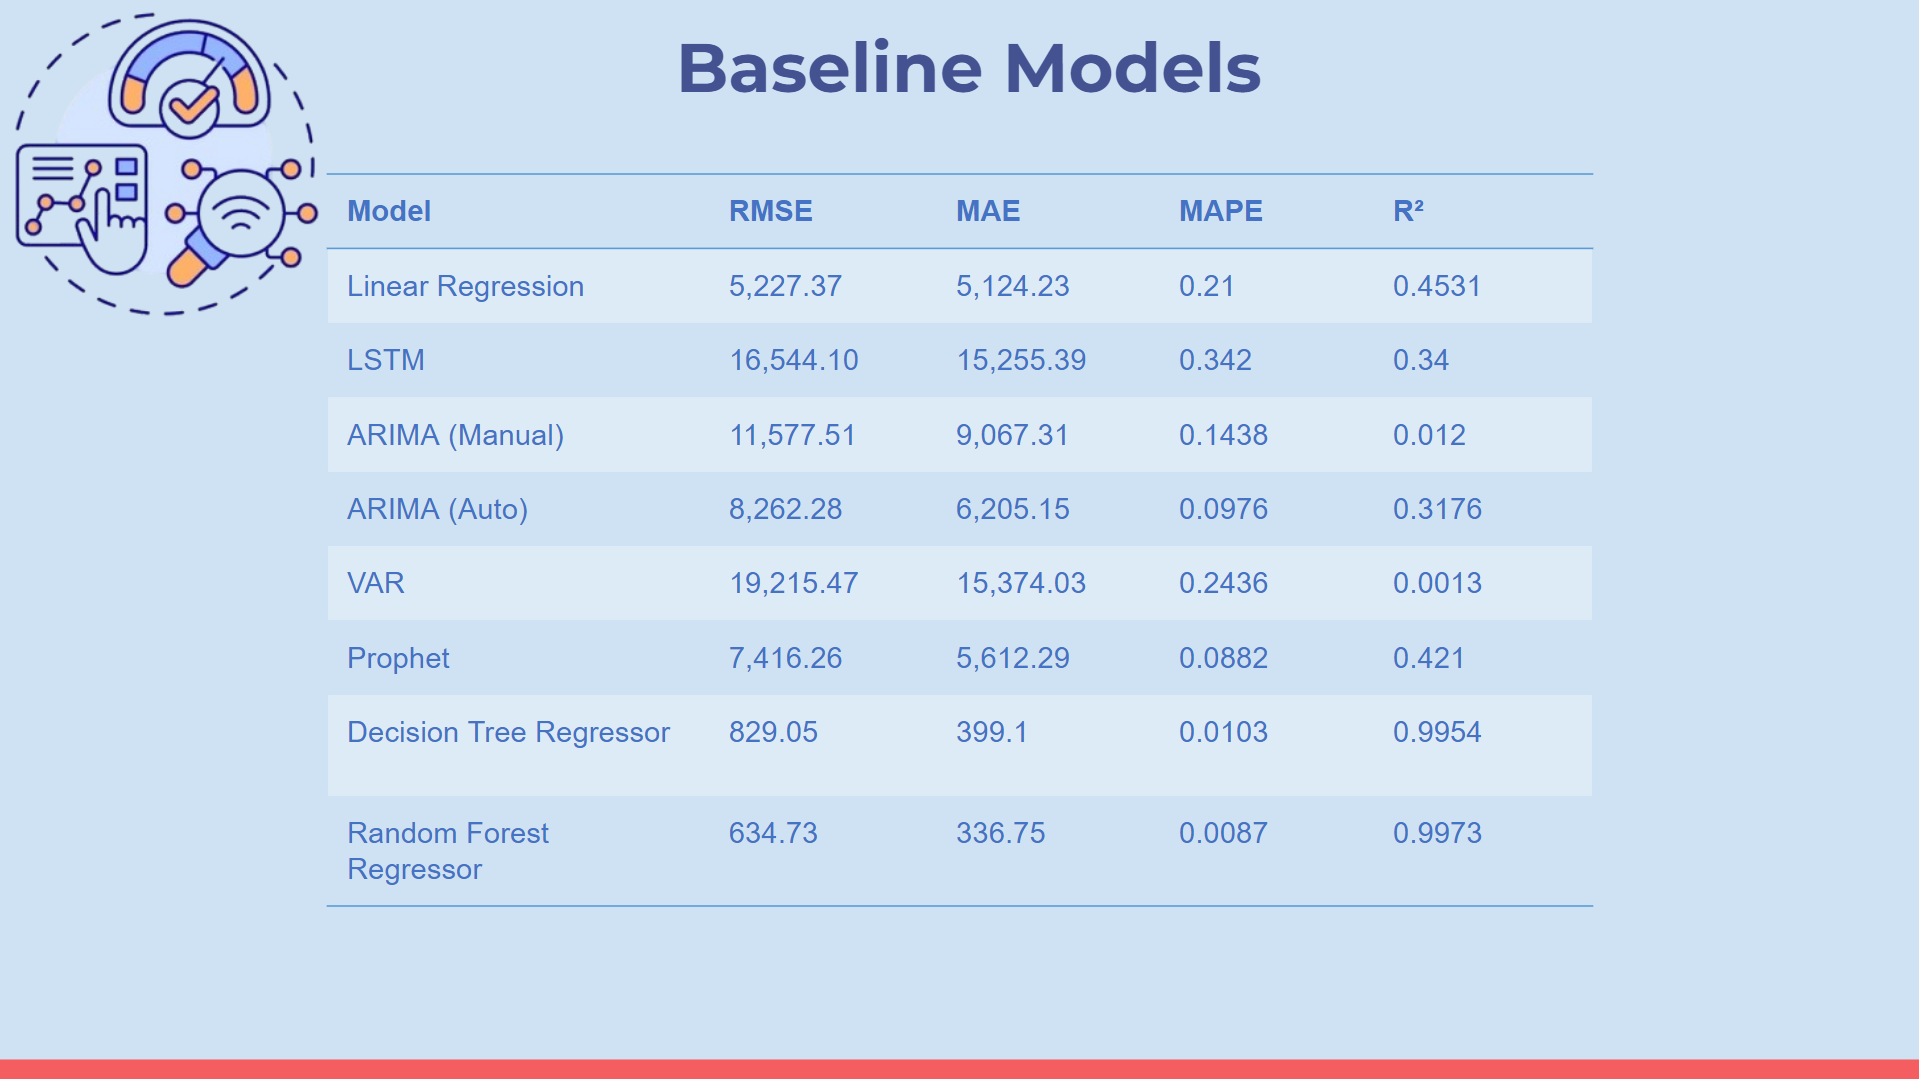 Baseline Models
Model RMSE MAE MAPE R²
Linear Regression 5,227.37 5,124.23 0.21 0.4531
LSTM 16,544.10 15,255.39 0.342 0.34
ARIMA (Manual) 11,577.51 9,067.31 0.1438 0.012
ARIMA (Auto) 8,262.28 6,205.15 0.0976 0.3176
VAR 19,215.47 15,374.03 0.2436 0.0013
Prophet 7,416.26 5,612.29 0.0882 0.421
Decision Tree Regressor 829.05 399.1 0.0103 0.9954
Random Forest 634.73 336.75 0.0087 0.9973
Regressor